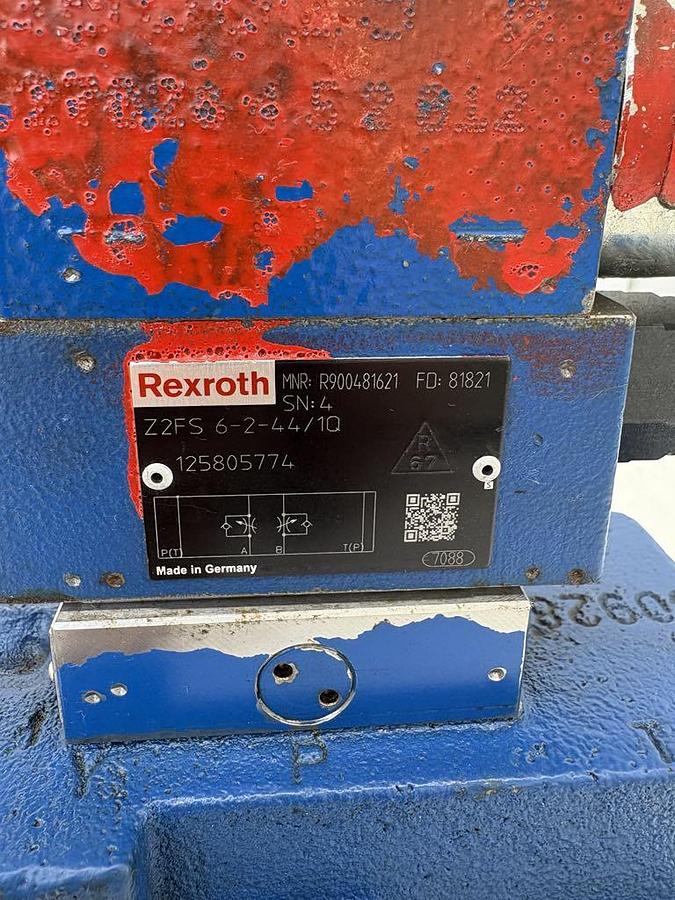 Rexroth MNR: R900481621 FD: 81821
SN: 4
Z2FS 6-2-44/1Q
125805774
R
67
P(T) A B T(P)
7088
Made in Germany
Y P T